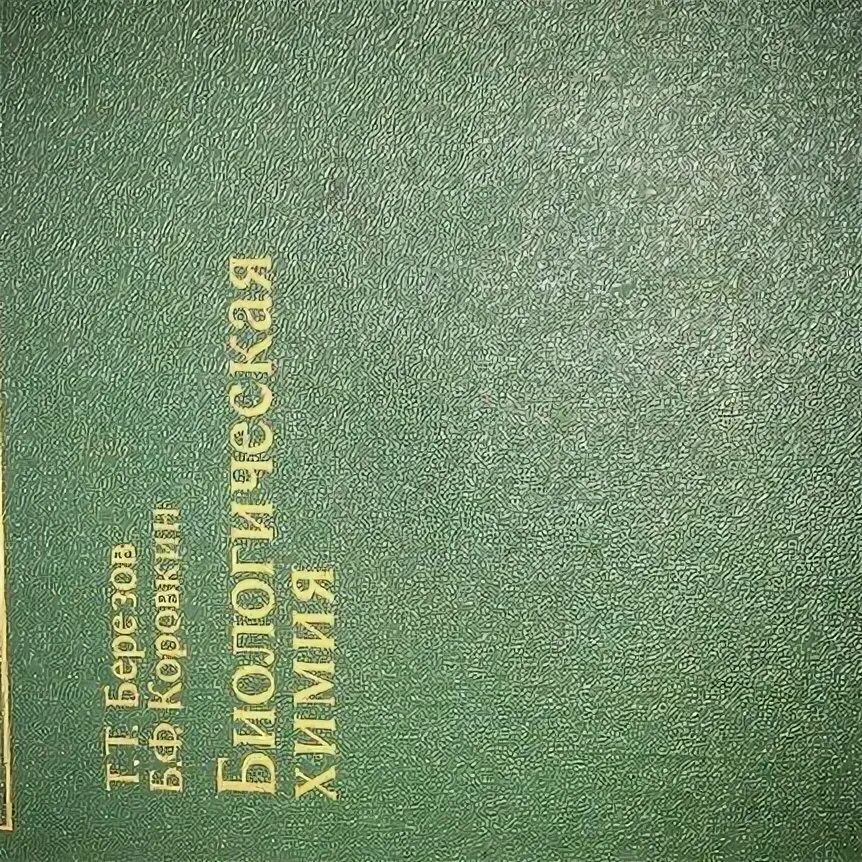 Т.Т. Березов
Б.Ф Коровкин
Биологическая
химия